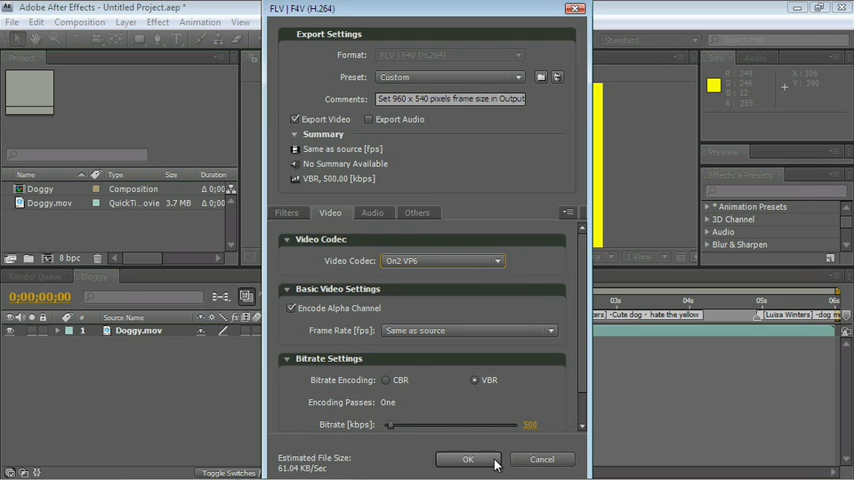 Adobe After Effects - Untitled Project.aep *
FLV | F4V (H.264)
File Edit Composition Layer Effect Animation
View
Export Settings
Format: FLV | F4V (H.264)
Preset: Custom
Comments: Set 960 x 540 pixels frame size in Output
Export Video Export Audio
Summary
Same as source [fps]
No Summary Available
VBR, 500.00 [kbps]
Filters Video Audio Others
Video Codec
Video Codec: On2 VP6
Basic Video Settings
Encode Alpha Channel
Frame Rate [fps]: Same as source
Bitrate Settings
Bitrate Encoding: CBR VBR
Encoding Passes: One
Bitrate [kbps]: 500
Estimated File Size:
61.04 KB/Sec
OK Cancel
Project
Name Type Size Duration
Doggy Composition Δ 0;00
Doggy.mov QuickTi...ovie 3.7 MB Δ 0;00
8 bpc
Render Queue Doggy
0;00;00;00
# Source Name
1 Doggy.mov
Toggle Switches /
Standard
Info Audio
R : 249
G : 246
B : 12
A : 255
X : 306
Y : 390
Preview
Effects & Presets
* Animation Presets
3D Channel
Audio
Blur & Sharpen
1 View
03s 04s 05s 06s
ers] -Cute dog - hate the yellow
[Luisa Winters] -dog m